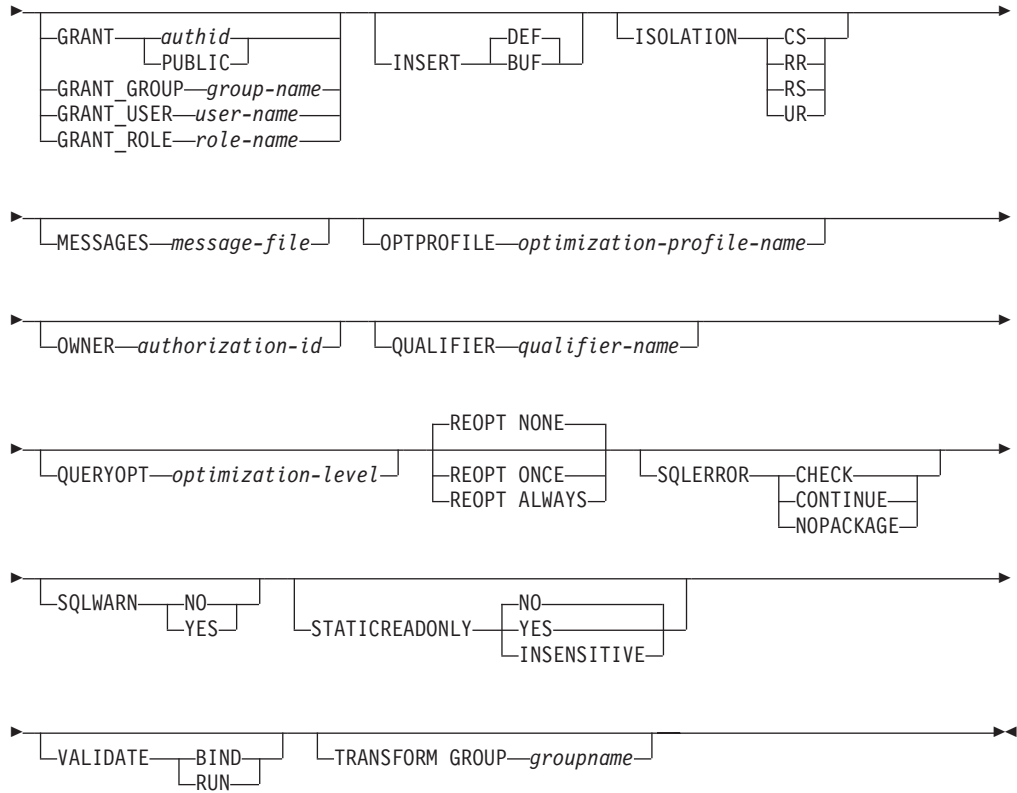 GRANT authid INSERT DEF ISOLATION CS
PUBLIC BUF RR
GRANT_GROUP group-name RS
GRANT_USER user-name UR
GRANT_ROLE role-name
MESSAGES message-file OPTPROFILE optimization-profile-name
OWNER authorization-id QUALIFIER qualifier-name
REOPT NONE
QUERYOPT optimization-level REOPT ONCE SQLERROR CHECK
REOPT ALWAYS CONTINUE
NOPACKAGE
SQLWARN NO STATICREADONLY NO
YES YES
INSENSITIVE
VALIDATE BIND TRANSFORM GROUP groupname
RUN